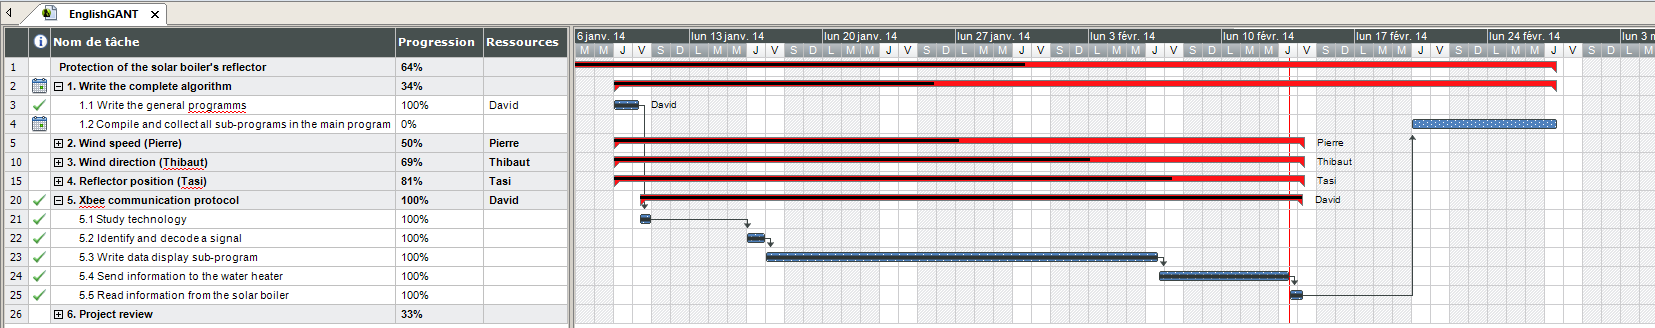 EnglishGANT
Nom de tâche Progression Ressources
6 janv. 14 lun 13 janv. 14 lun 20 janv. 14 lun 27 janv. 14 lun 3 févr. 14 lun 10 févr. 14 lun 17 févr. 14 lun 24 févr. 14 lun 3 m
M M J V S D L M M J V S D L M M J V S D L M M J V S D L M M J V S D L M M J V S D L M M J V S D L M M J V S D L M
1 Protection of the solar boiler's reflector 64%
2 1. Write the complete algorithm 34%
3 1.1 Write the general programms 100% David David
4 1.2 Compile and collect all sub-programs in the main program 0%
5 2. Wind speed (Pierre) 50% Pierre Pierre
10 3. Wind direction (Thibaut) 69% Thibaut Thibaut
15 4. Reflector position (Tasi) 81% Tasi Tasi
20 5. Xbee communication protocol 100% David David
21 5.1 Study technology 100%
22 5.2 Identify and decode a signal 100%
23 5.3 Write data display sub-program 100%
24 5.4 Send information to the water heater 100%
25 5.5 Read information from the solar boiler 100%
26 6. Project review 33%